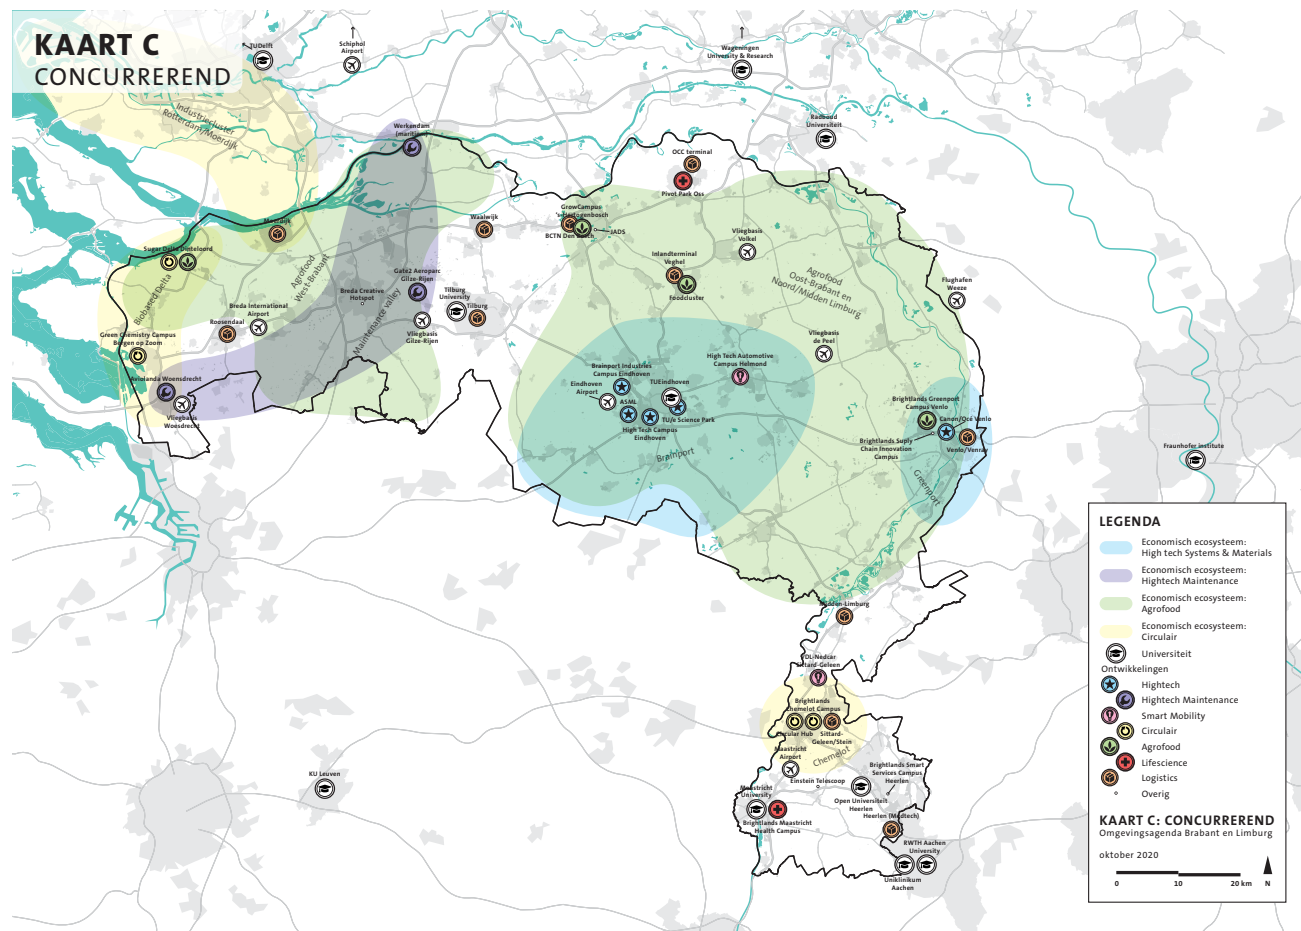 KAART C
CONCURREREND
TUDelft
Schiphol
Airport
Wageningen
University & Research
Industriecluster
Rotterdam/Moerdijk
Werkendam
(maritiem)
Radboud
Universiteit
OCC terminal
Pivot Park Oss
GrowCampus
's-Hertogenbosch
BCTN Den Bosch
JADS
Waalwijk
Moerdijk
Sugar Delta Dinteloord
Vliegbasis
Volkel
Inlandterminal
Veghel
Foodcluster
Agrofood
Oost-Brabant en
Noord/Midden Limburg
Flughafen
Weeze
Agrofood
West-Brabant
Biobased Delta
Gate2 Aeroparc
Gilze-Rijen
Breda Creative
Hotspot
Maintenance valley
Tilburg
University
Tilburg
Breda International
Airport
Roosendaal
Vliegbasis
Gilze-Rijen
Green Chemistry Campus
Bergen op Zoom
Aviolanda Woensdrecht
Vliegbasis
Woesdrecht
Vliegbasis
de Peel
High Tech Automotive
Campus Helmond
Brainport Industries
Campus Eindhoven
Eindhoven
Airport
ASML
TUEindhoven
TU/e Science Park
High Tech Campus
Eindhoven
Brainport
Brightlands Greenport
Campus Venlo
Canon/Océ Venlo
Brightlands Suply
Chain Innovation
Campus
Venlo/Venray
Greenport
Fraunhofer institute
Midden-Limburg
VDL-Nedcar
Sittard-Geleen
Brightlands
Chemelot Campus
Circular Hub
Sittard-
Geleen/Stein
Chemelot
Maastricht
Airport
Einstein Telescoop
Brightlands Smart
Services Campus
Heerlen
Maastricht
University
Open Universiteit
Heerlen
Heerlen (Medtech)
Brightlands Maastricht
Health Campus
RWTH Aachen
University
Uniklinikum
Aachen
KU Leuven
LEGENDA
Economisch ecosysteem:
High tech Systems & Materials
Economisch ecosysteem:
Hightech Maintenance
Economisch ecosysteem:
Agrofood
Economisch ecosysteem:
Circulair
Universiteit
Ontwikkelingen
Hightech
Hightech Maintenance
Smart Mobility
Circulair
Agrofood
Lifescience
Logistics
Overig
KAART C: CONCURREREND
Omgevingsagenda Brabant en Limburg
oktober 2020
0 10 20 km N